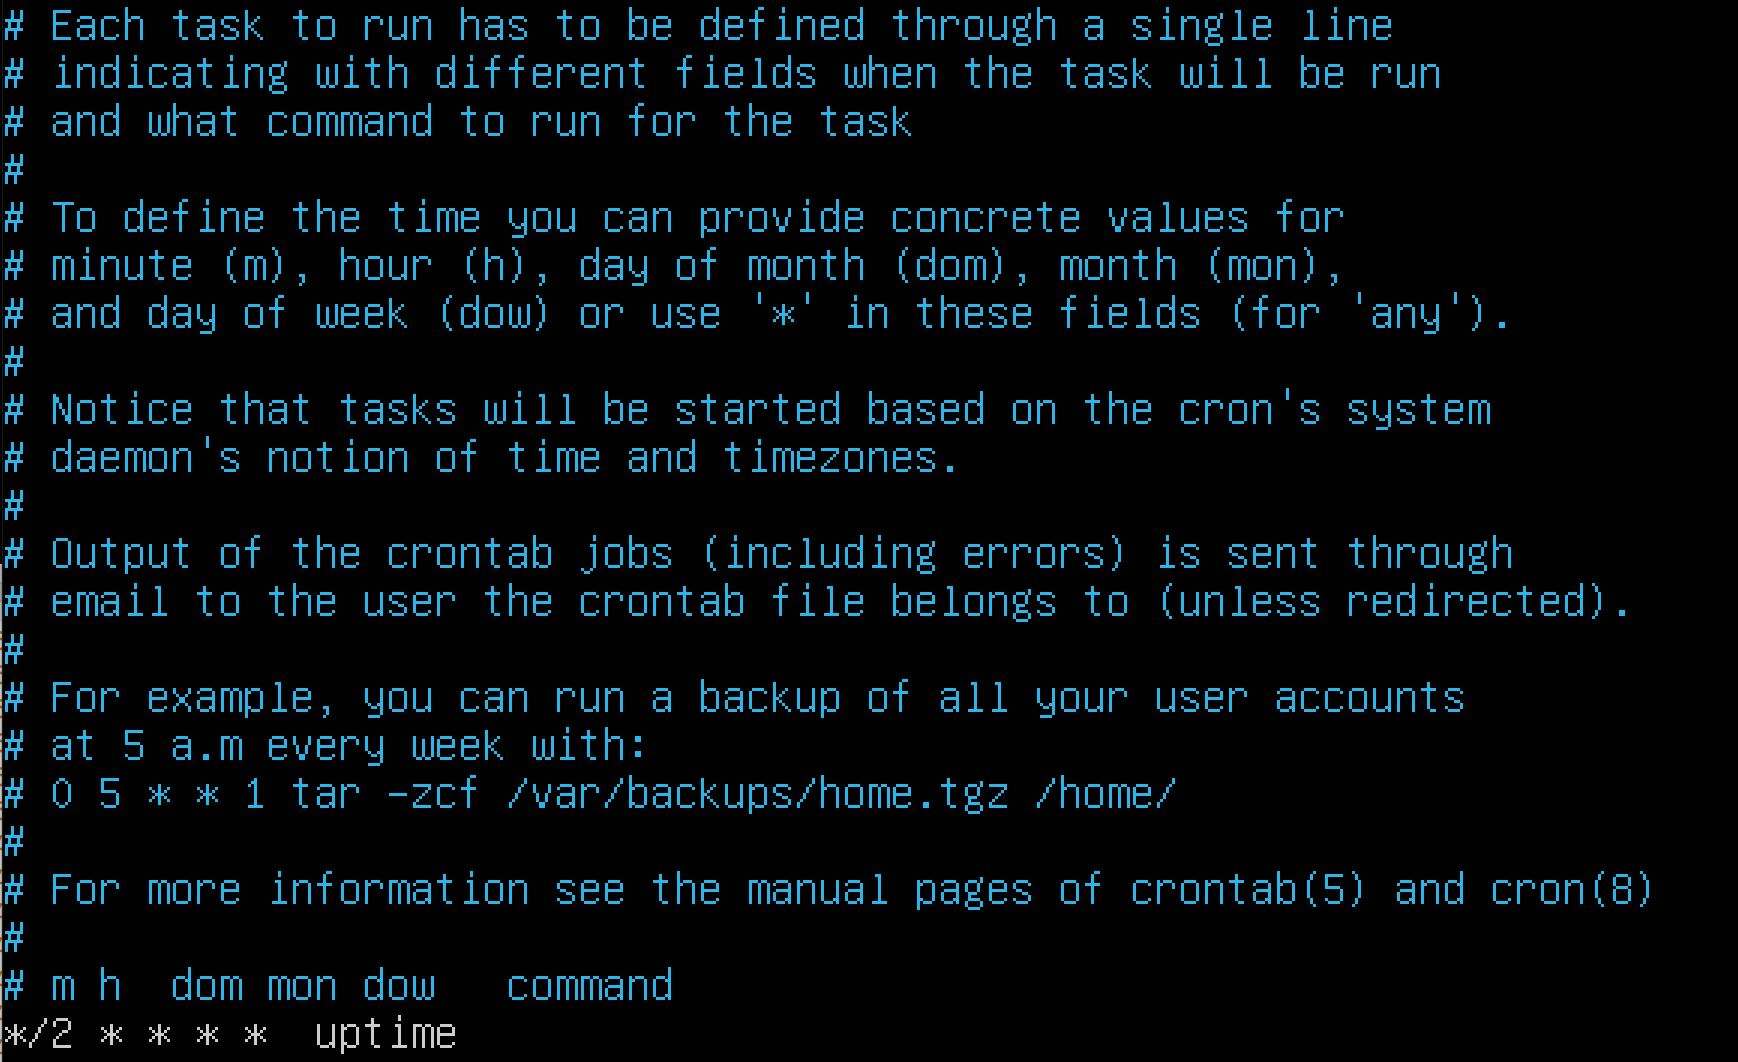 # Each task to run has to be defined through a single line
# indicating with different fields when the task will be run
# and what command to run for the task
#
# To define the time you can provide concrete values for
# minute (m), hour (h), day of month (dom), month (mon),
# and day of week (dow) or use '*' in these fields (for 'any').
#
# Notice that tasks will be started based on the cron's system
# daemon's notion of time and timezones.
#
# Output of the crontab jobs (including errors) is sent through
# email to the user the crontab file belongs to (unless redirected).
#
# For example, you can run a backup of all your user accounts
# at 5 a.m every week with:
# 0 5 * * 1 tar -zcf /var/backups/home.tgz /home/
#
# For more information see the manual pages of crontab(5) and cron(8)
#
# m h  dom mon dow   command
*/2 * * * *  uptime